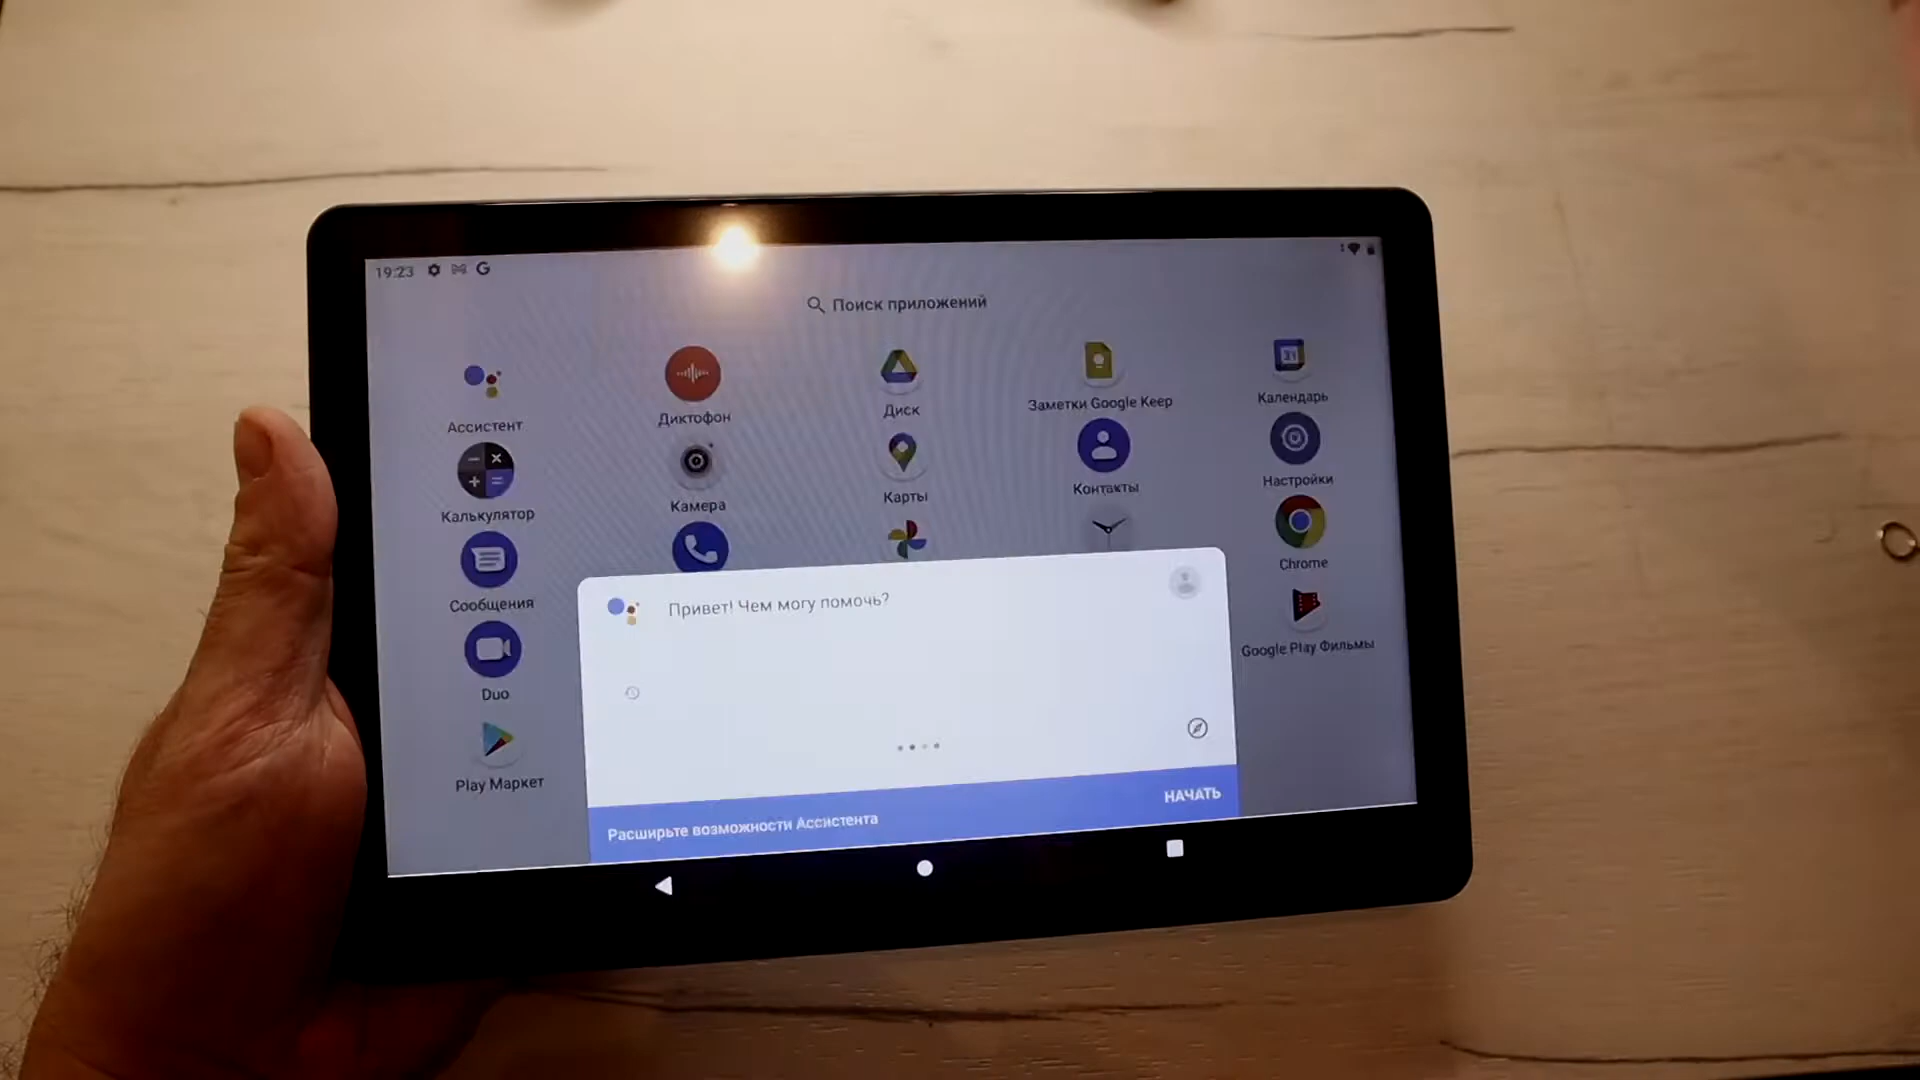 19:23 G
Поиск приложений
Ассистент
Диктофон
Диск
Заметки Google Keep
Календарь
31
Калькулятор
Камера
Карты
Контакты
Настройки
Сообщения
Chrome
Duo
Google Play Фильмы
Play Маркет
Привет! Чем могу помочь?
Расширьте возможности Ассистента
НАЧАТЬ